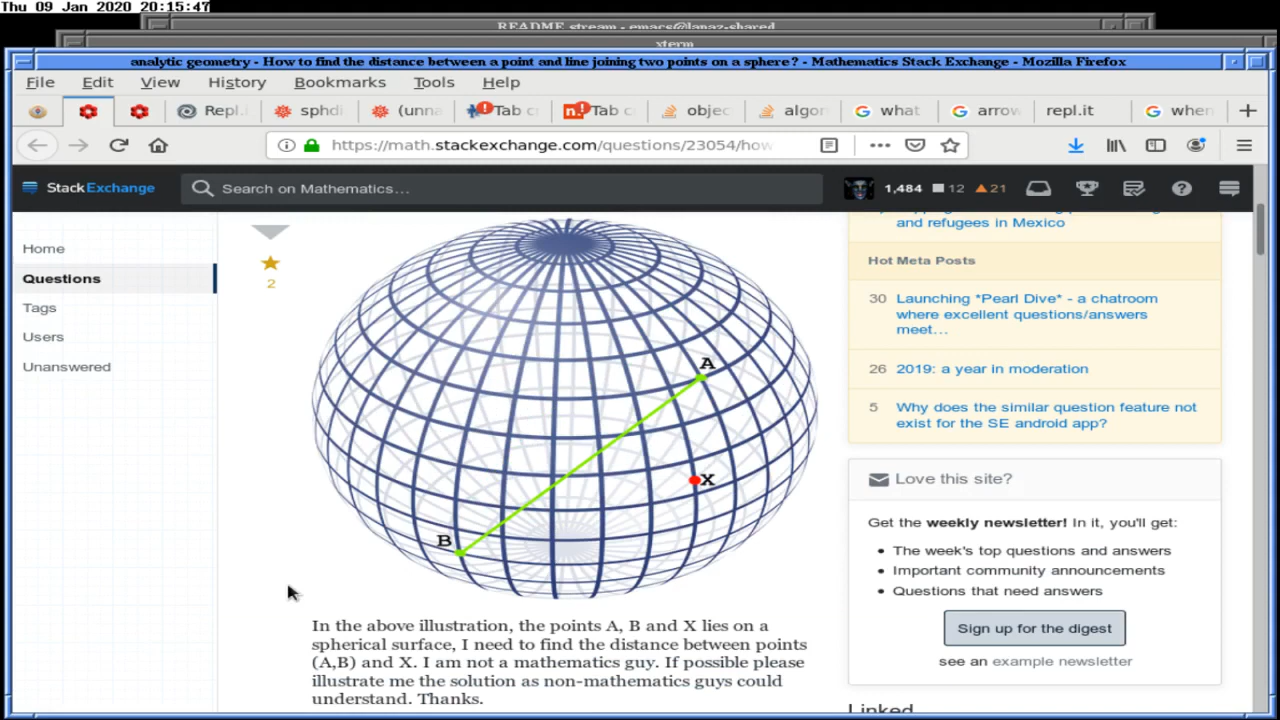 Thu 09 Jan 2020 20:15:47
README stream - emacs@lapaz-shared
xterm
analytic geometry - How to find the distance between a point and line joining two points on a sphere? - Mathematics Stack Exchange - Mozilla Firefox
File Edit View History Bookmarks Tools Help
Repl. sphdi (unna Tab c Tab c objec algor what arrow repl.it when
https://math.stackexchange.com/questions/23054/how
StackExchange Search on Mathematics… 1,484 12 21
and refugees in Mexico
Home
Questions
Tags
Users
Unanswered
2
A
X
B
In the above illustration, the points A, B and X lies on a
spherical surface, I need to find the distance between points
(A,B) and X. I am not a mathematics guy. If possible please
illustrate me the solution as non-mathematics guys could
understand. Thanks.
Hot Meta Posts
30 Launching *Pearl Dive* - a chatroom
where excellent questions/answers
meet…
26 2019: a year in moderation
5 Why does the similar question feature not
exist for the SE android app?
Love this site?
Get the weekly newsletter! In it, you'll get:
• The week's top questions and answers
• Important community announcements
• Questions that need answers
Sign up for the digest
see an example newsletter
Linked